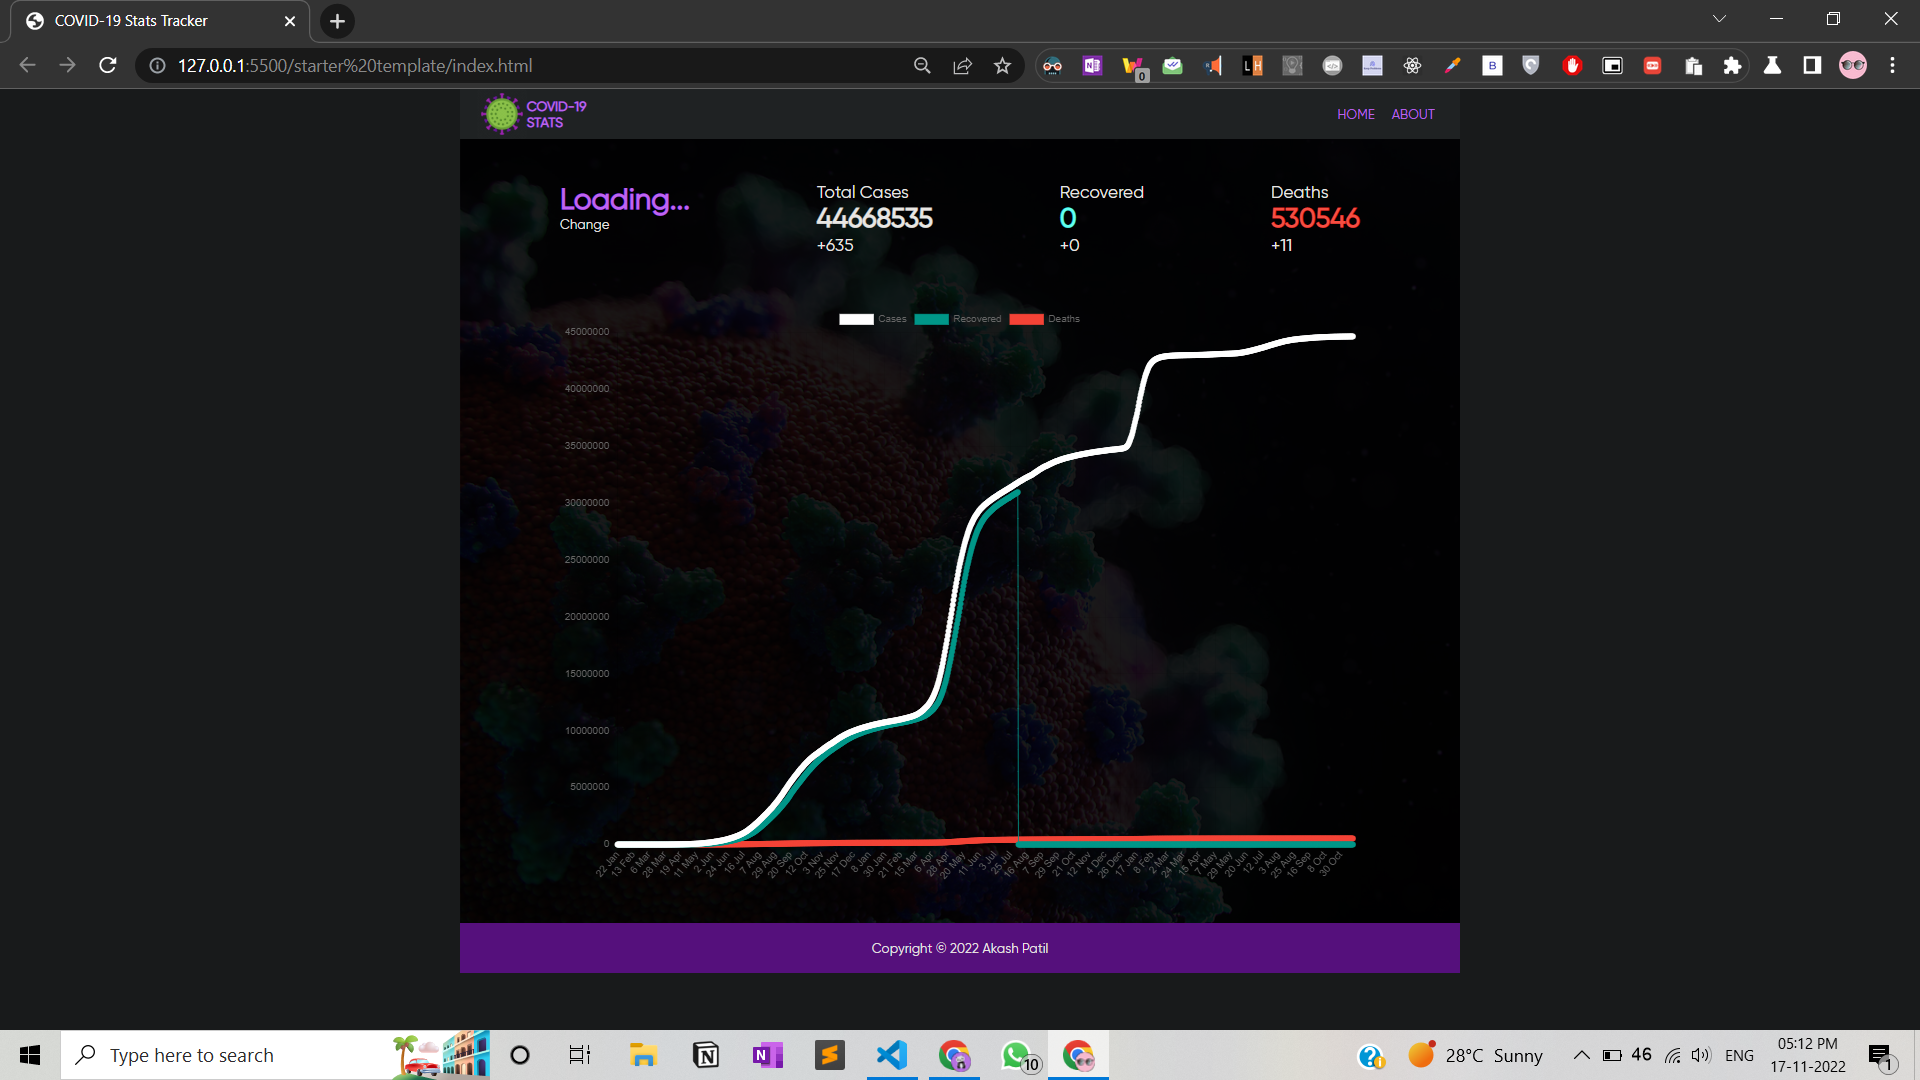 COVID-19 Stats Tracker
127.0.0.1:5500/starter%20template/index.html
0
LH
B
COVID-19
STATS
HOME ABOUT
Loading...
Change
Total Cases
44668535
+635
Recovered
0
+0
Deaths
530546
+11
Cases Recovered Deaths
45000000
40000000
35000000
30000000
25000000
20000000
15000000
10000000
5000000
0
22 Jan 13 Feb 6 Mar 28 Mar 19 Apr 11 May 2 Jun 24 Jun 16 Jul 7 Aug 29 Aug 20 Sep 12 Oct 3 Nov 25 Nov 17 Dec 8 Jan 30 Jan 21 Feb 15 Mar 6 Apr 28 Apr 20 May 11 Jun 3 Jul 25 Jul 16 Aug 7 Sep 29 Sep 21 Oct 12 Nov 4 Dec 26 Dec 17 Jan 8 Feb 2 Mar 24 Mar 15 Apr 7 May 29 May 20 Jun 12 Jul 3 Aug 25 Aug 16 Sep 8 Oct 30 Oct
Copyright © 2022 Akash Patil
Type here to search
10
28°C Sunny
46
ENG
05:12 PM
17-11-2022
1